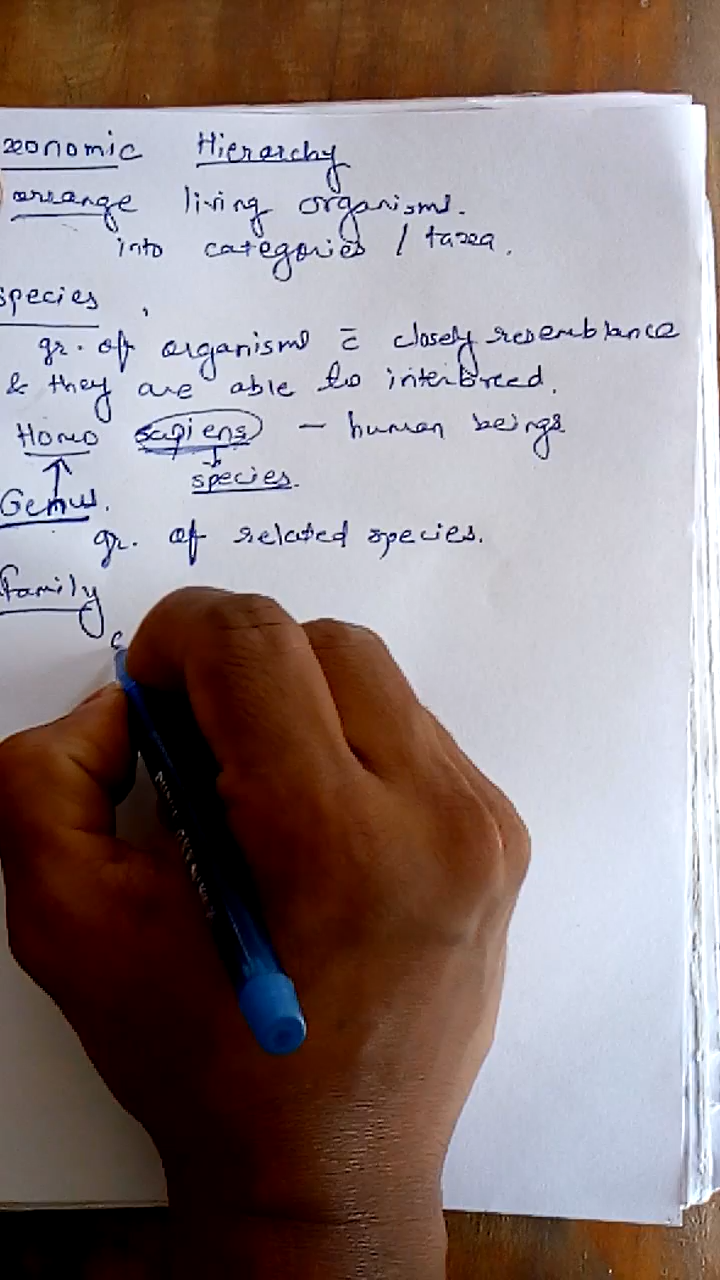 xonomic Hierarchy
arrange living organisms.
into categories / taxa.
species
gr. of organisms c̄ closely resemblance
& they are able to interbreed.
Homo sapiens — human beings
species.
Genus.
gr. of related species.
Family